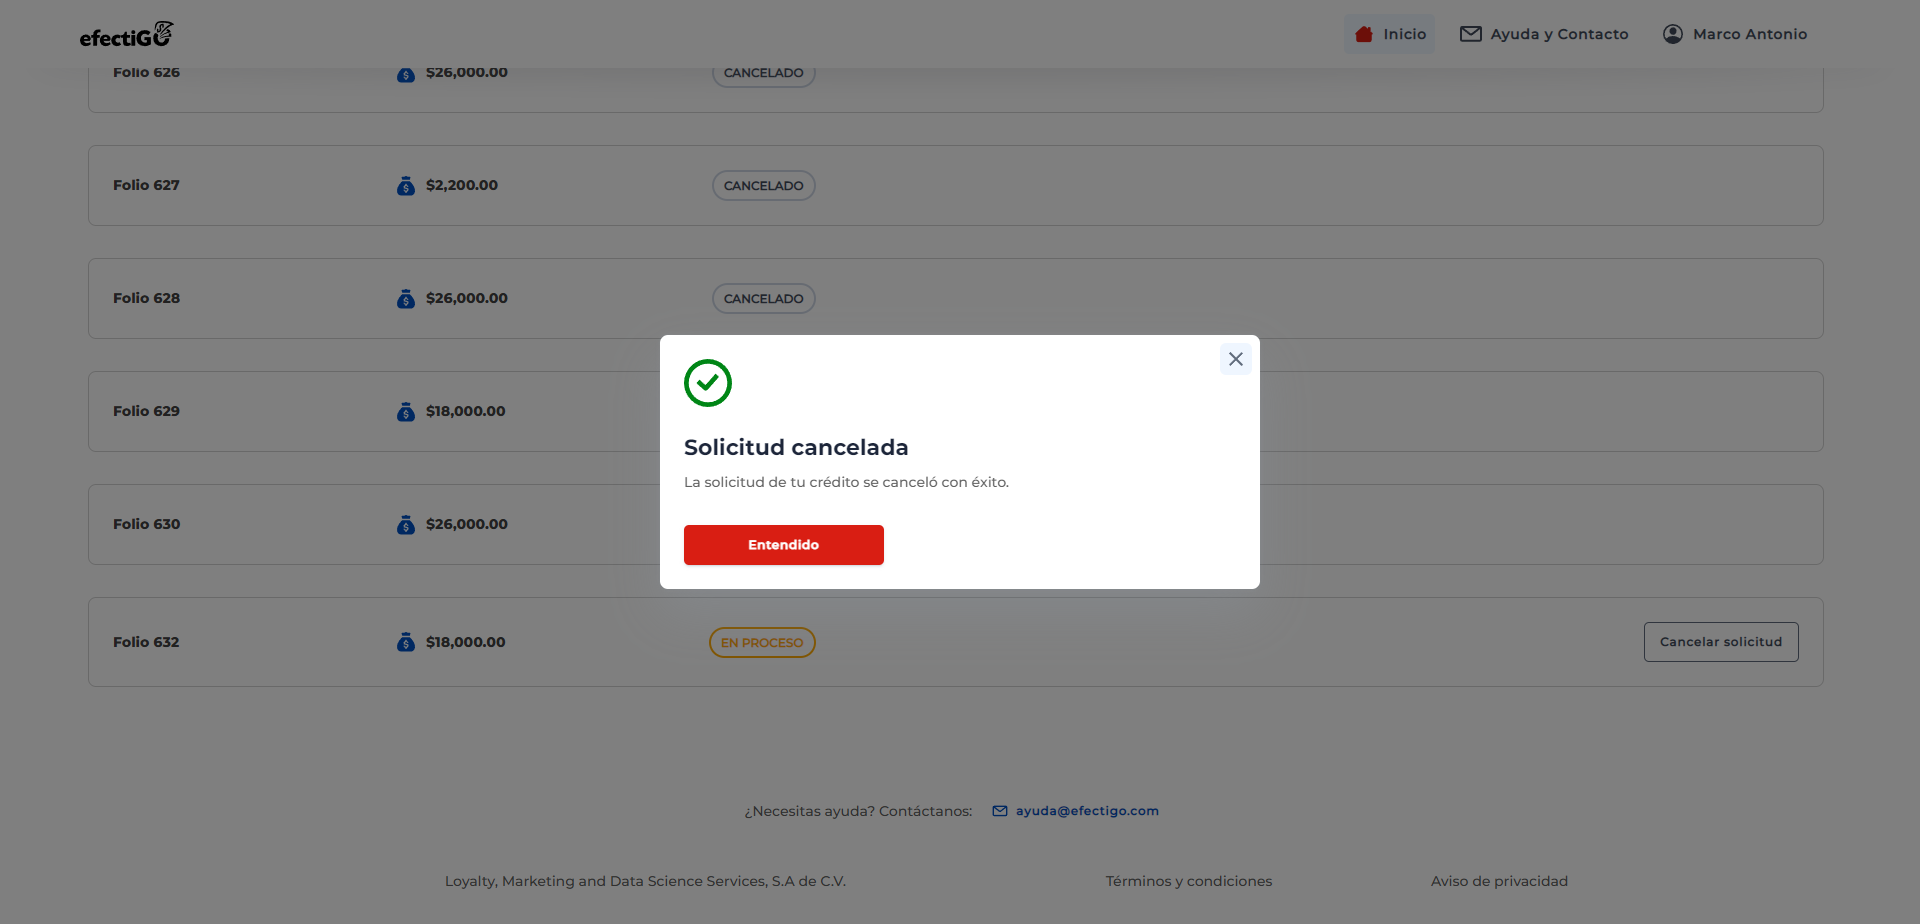 efectiGO
Inicio
Ayuda y Contacto
Marco Antonio
Folio 626
$26,000.00
CANCELADO
Folio 627
$2,200.00
CANCELADO
Folio 628
$26,000.00
CANCELADO
Folio 629
$18,000.00
Folio 630
$26,000.00
Solicitud cancelada
La solicitud de tu crédito se canceló con éxito.
Entendido
Folio 632
$18,000.00
EN PROCESO
Cancelar solicitud
¿Necesitas ayuda? Contáctanos:
ayuda@efectigo.com
Loyalty, Marketing and Data Science Services, S.A de C.V.
Términos y condiciones
Aviso de privacidad